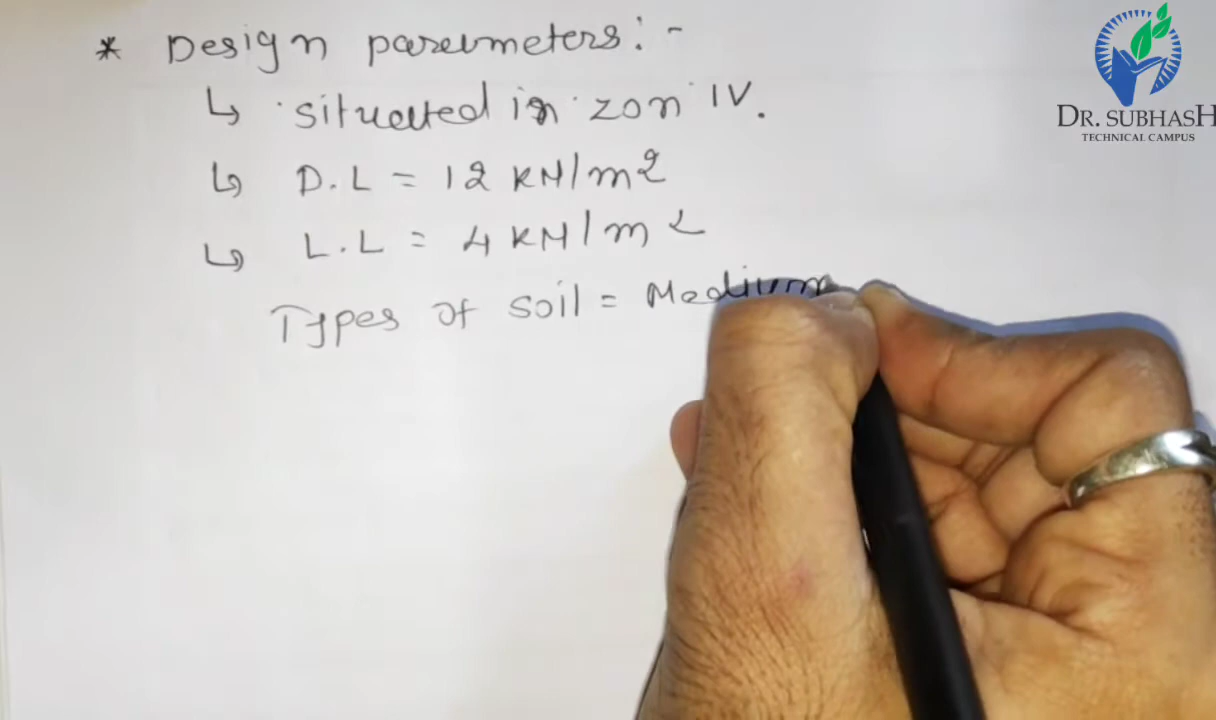 * Design parameters:-
↳ situated in zon IV.
↳ D.L = 12 KN/m2
↳ L.L = 4 KN/m2
Types of soil = Medium
DR. SUBHASH
TECHNICAL CAMPUS